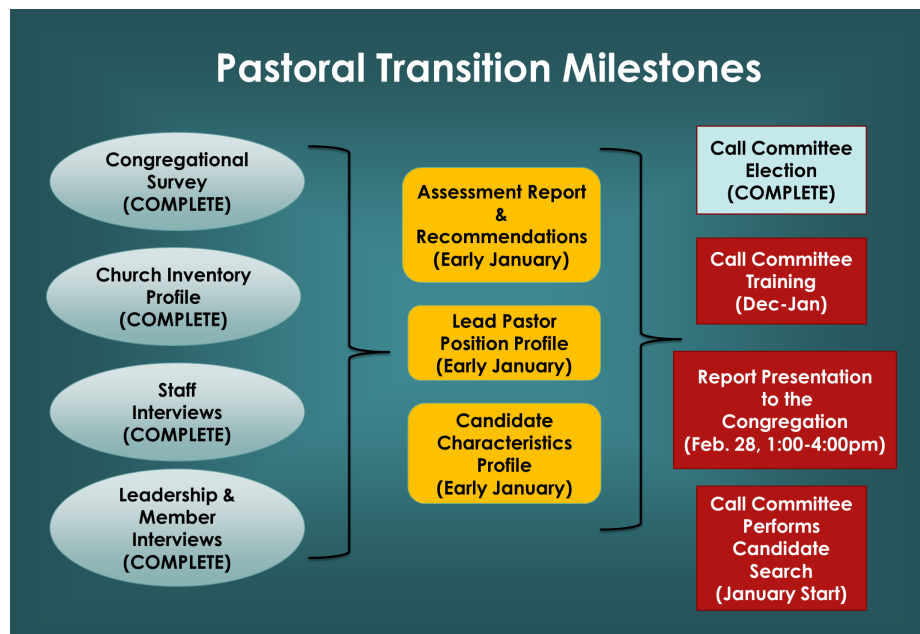 Pastoral Transition Milestones
Congregational
Survey
(COMPLETE)
Church Inventory
Profile
(COMPLETE)
Staff
Interviews
(COMPLETE)
Leadership &
Member
Interviews
(COMPLETE)
Assessment Report
&
Recommendations
(Early January)
Lead Pastor
Position Profile
(Early January)
Candidate
Characteristics
Profile
(Early January)
Call Committee
Election
(COMPLETE)
Call Committee
Training
(Dec-Jan)
Report Presentation
to the
Congregation
(Feb. 28, 1:00-4:00pm)
Call Committee
Performs
Candidate
Search
(January Start)